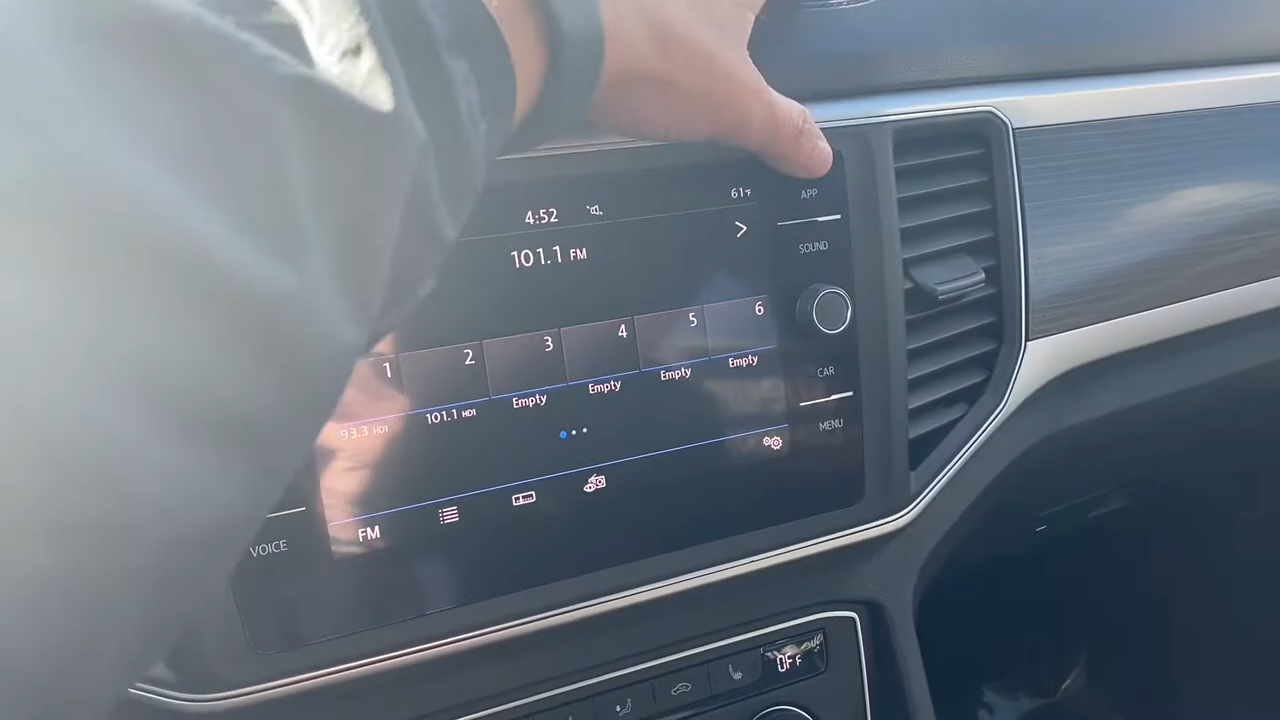 4:52
61°F
APP
101.1 FM
SOUND
1 2 3 4 5 6
93.3 HD1 101.1 HD1 Empty Empty Empty Empty
CAR
MENU
FM
VOICE
OFF